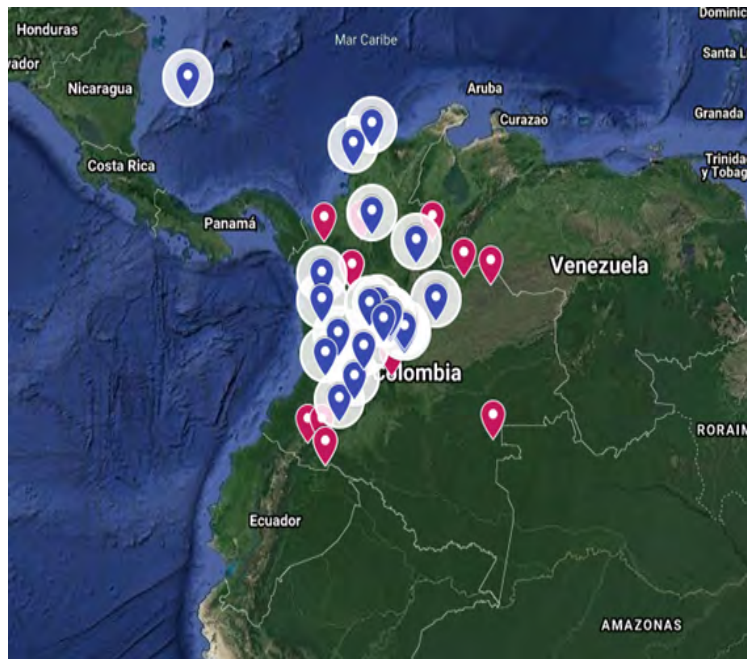 Dominic
Honduras
Mar Caribe
Santa L
vador
Nicaragua
Aruba
Curazao
Granada
Costa Rica
Trinida
y Tobag
Panamá
Venezuela
Colombia
RORAIM
Ecuador
AMAZONAS